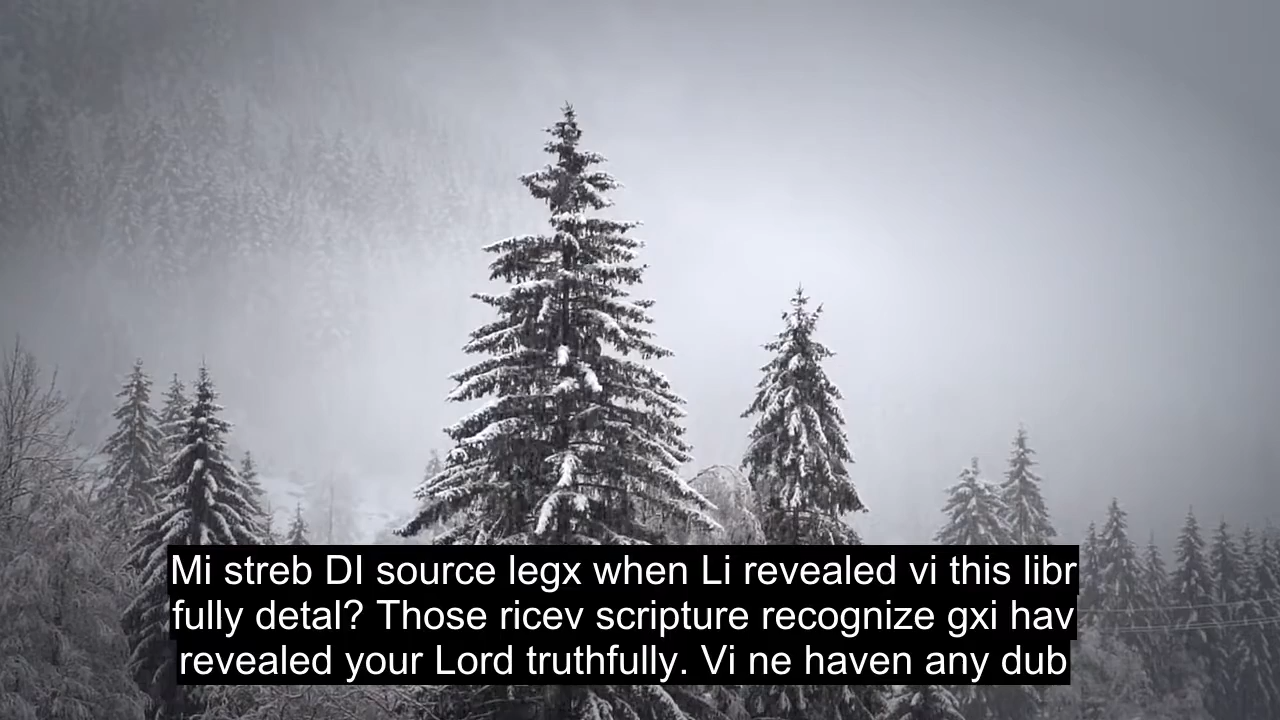 Mi streb DI source legx when Li revealed vi this libr
fully detal? Those ricev scripture recognize gxi hav
revealed your Lord truthfully. Vi ne haven any dub